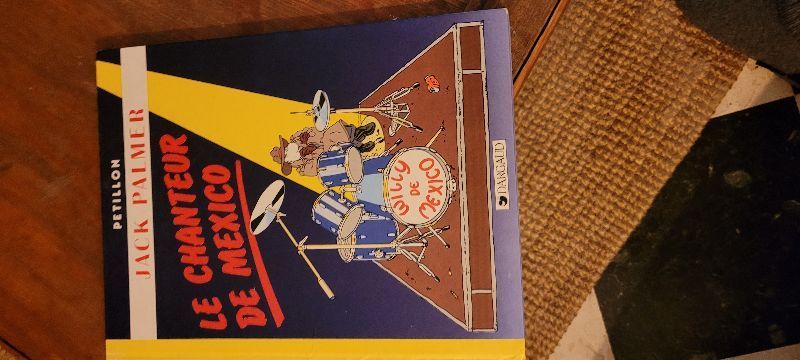 PETILLON
JACK PALMER
LE CHANTEUR
DE MEXICO
WILLY
DE
MEXICO
DARGAUD